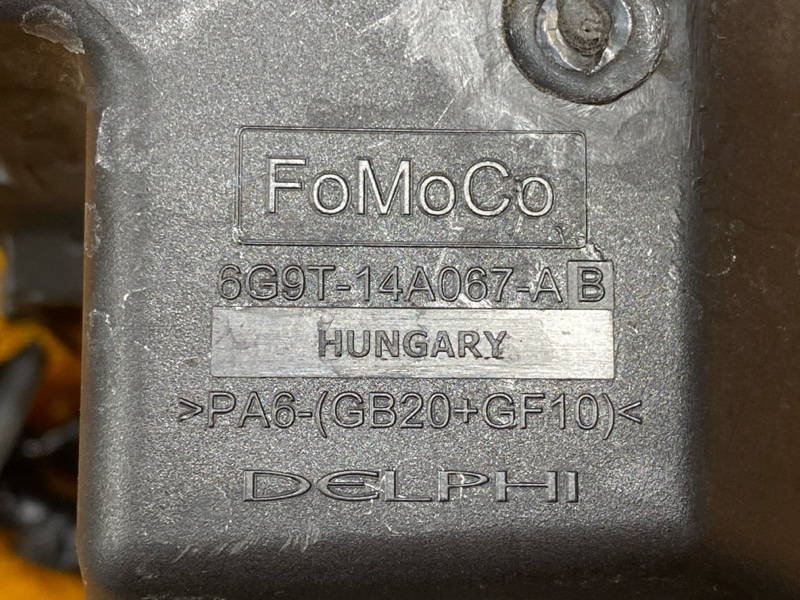 FoMoCo
6G9T-14A067-AB
HUNGARY
>PA6-(GB20+GF10)<
DELPHI